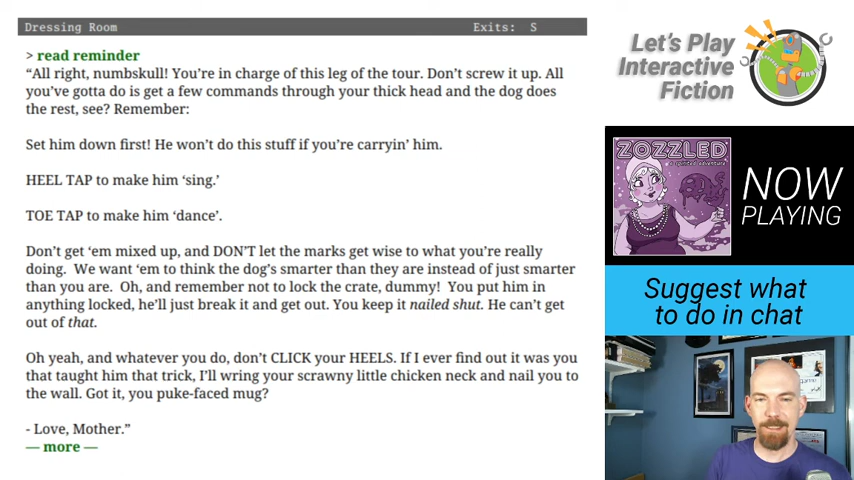 Dressing Room Exits: S
> read reminder
“All right, numbskull! You’re in charge of this leg of the tour. Don’t screw it up. All
you’ve gotta do is get a few commands through your thick head and the dog does
the rest, see? Remember:
Set him down first! He won’t do this stuff if you’re carryin’ him.
HEEL TAP to make him ‘sing.’
TOE TAP to make him ‘dance’.
Don’t get ‘em mixed up, and DON’T let the marks get wise to what you’re really
doing. We want ‘em to think the dog’s smarter than they are instead of just smarter
than you are. Oh, and remember not to lock the crate, dummy! You put him in
anything locked, he’ll just break it and get out. You keep it nailed shut. He can’t get
out of that.
Oh yeah, and whatever you do, don’t CLICK your HEELS. If I ever find out it was you
that taught him that trick, I’ll wring your scrawny little chicken neck and nail you to
the wall. Got it, you puke-faced mug?
- Love, Mother.”
— more —
Let’s Play
Interactive
Fiction
ZOZZLED
a spirited adventure
NOW
PLAYING
Suggest what
to do in chat